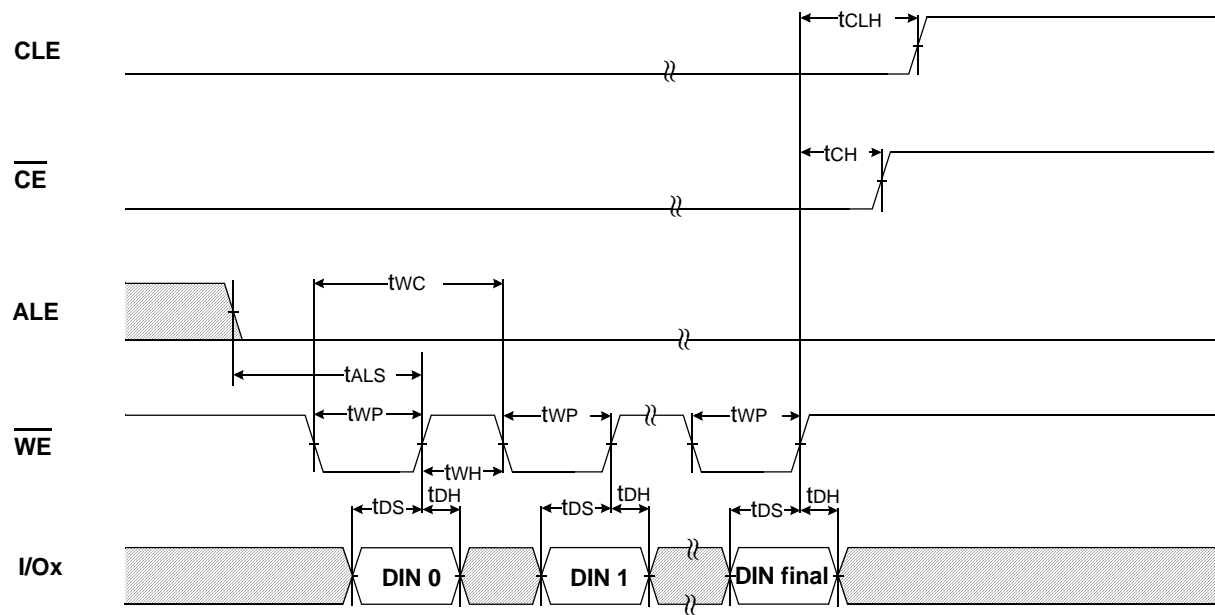 tCLH
CLE
tCH
CE
tWC
ALE
tALS
tWP tWP tWP
WE
tWH
tDS tDH tDS tDH tDS tDH
I/Ox DIN 0 DIN 1 DIN final